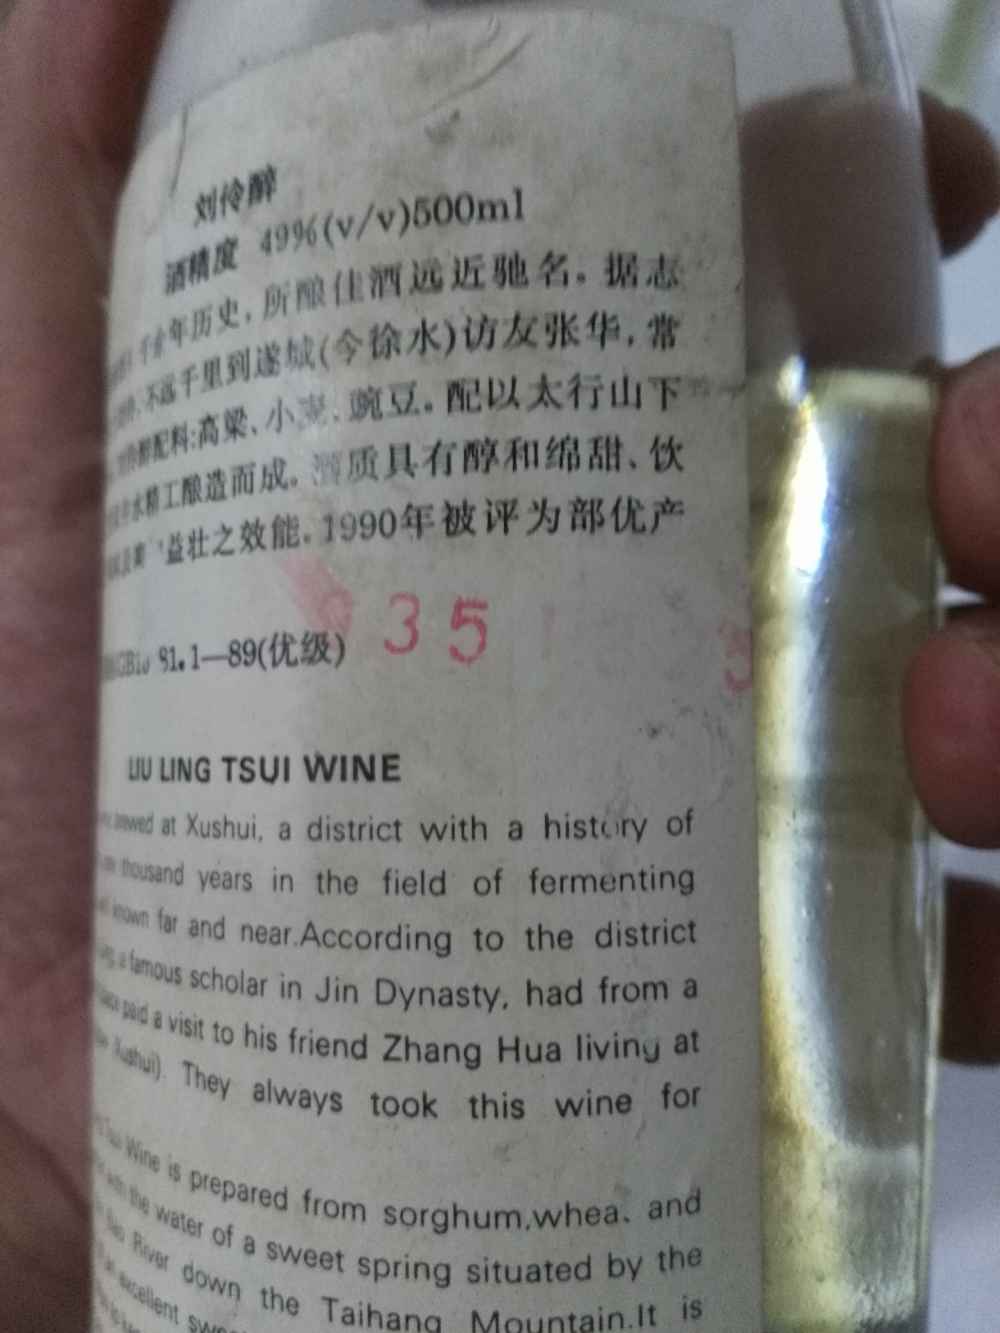 刘伶醉
酒精度 49%(v/v)500ml
年历史,所酿佳酒远近驰名。据志
不远千里到遂城(今徐水)访友张华,常
配料:高粱、小麦、豌豆。配以太行山下
水精工酿造而成。酒质具有醇和绵甜、饮
益壮之效能。1990年被评为部优产
35
81.1—89(优级)
LIU LING TSUI WINE
at Xushui, a district with a history of
thousand years in the field of fermenting
known far and near.According to the district
a famous scholar in Jin Dynasty, had from a
paid a visit to his friend Zhang Hua living at
Xushui). They always took this wine for
Wine is prepared from sorghum,whea and
with the water of a sweet spring situated by the
River down the Taihang Mountain.It is
excellent